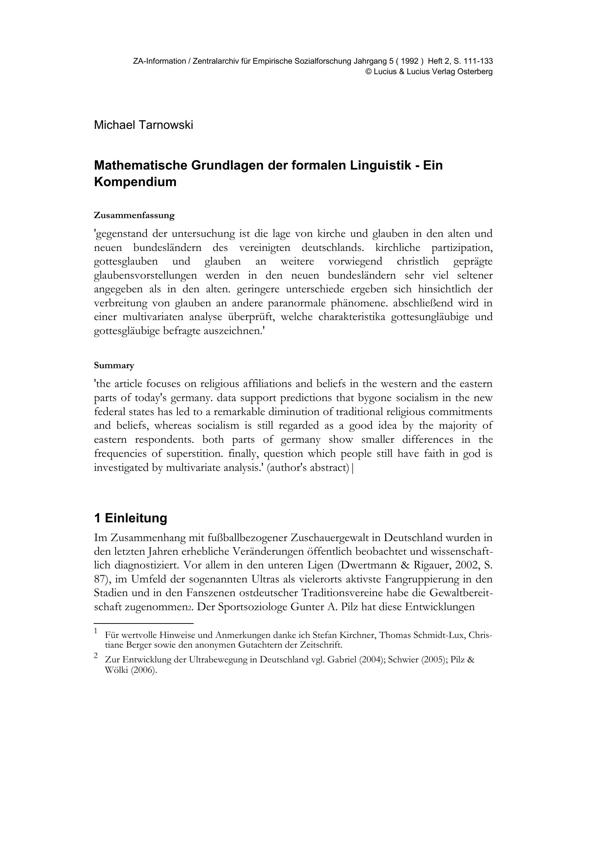 ZA-Information / Zentralarchiv für Empirische Sozialforschung Jahrgang 5 ( 1992 ) Heft 2, S. 111-133
© Lucius & Lucius Verlag Osterberg
Michael Tarnowski
Mathematische Grundlagen der formalen Linguistik - Ein
Kompendium
Zusammenfassung
'gegenstand der untersuchung ist die lage von kirche und glauben in den alten und
neuen bundesländern des vereinigten deutschlands. kirchliche partizipation,
gottesglauben und glauben an weitere vorwiegend christlich geprägte
glaubensvorstellungen werden in den neuen bundesländern sehr viel seltener
angegeben als in den alten. geringere unterschiede ergeben sich hinsichtlich der
verbreitung von glauben an andere paranormale phänomene. abschließend wird in
einer multivariaten analyse überprüft, welche charakteristika gottesungläubige und
gottesgläubige befragte auszeichnen.'
Summary
'the article focuses on religious affiliations and beliefs in the western and the eastern
parts of today's germany. data support predictions that bygone socialism in the new
federal states has led to a remarkable diminution of traditional religious commitments
and beliefs, whereas socialism is still regarded as a good idea by the majority of
eastern respondents. both parts of germany show smaller differences in the
frequencies of superstition. finally, question which people still have faith in god is
investigated by multivariate analysis.' (author's abstract)|
1 Einleitung
Im Zusammenhang mit fußballbezogener Zuschauergewalt in Deutschland wurden in
den letzten Jahren erhebliche Veränderungen öffentlich beobachtet und wissenschaft-
lich diagnostiziert. Vor allem in den unteren Ligen (Dwertmann & Rigauer, 2002, S.
87), im Umfeld der sogenannten Ultras als vielerorts aktivste Fangruppierung in den
Stadien und in den Fanszenen ostdeutscher Traditionsvereine habe die Gewaltbereit-
schaft zugenommen2. Der Sportsoziologe Gunter A. Pilz hat diese Entwicklungen
1 Für wertvolle Hinweise und Anmerkungen danke ich Stefan Kirchner, Thomas Schmidt-Lux, Chris-
tiane Berger sowie den anonymen Gutachtern der Zeitschrift.
2 Zur Entwicklung der Ultrabewegung in Deutschland vgl. Gabriel (2004); Schwier (2005); Pilz &
Wölki (2006).